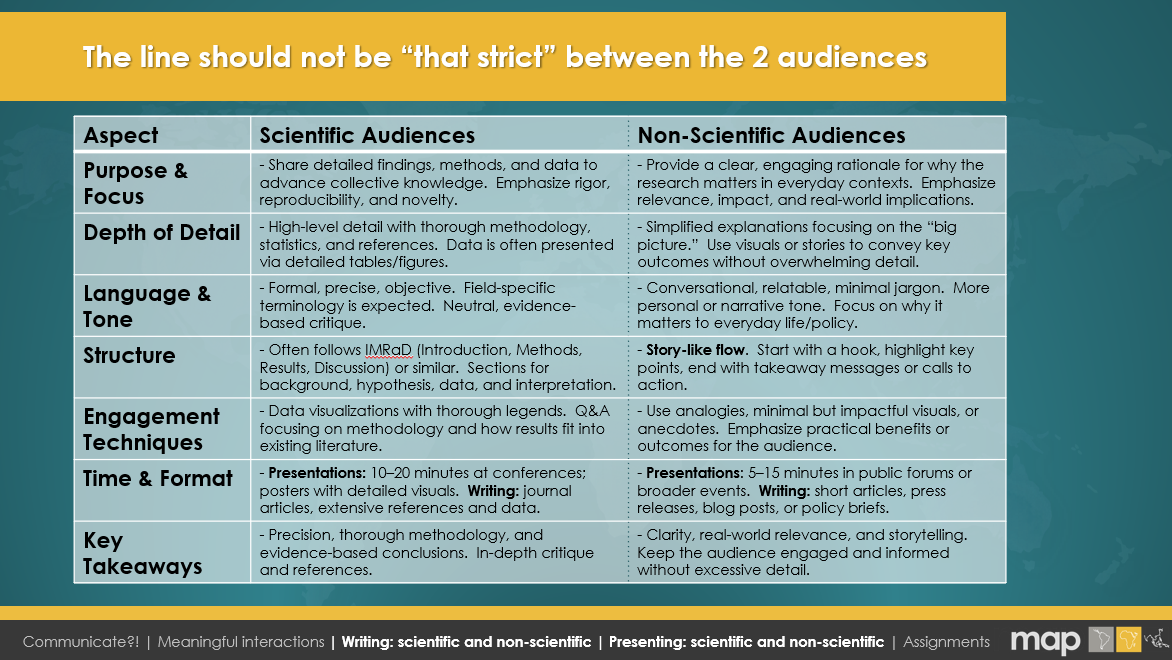 The line should not be “that strict” between the 2 audiences
Aspect
Scientific Audiences
Non-Scientific Audiences
Purpose &
Focus
- Share detailed findings, methods, and data to
advance collective knowledge.  Emphasize rigor,
reproducibility, and novelty.
- Provide a clear, engaging rationale for why the
research matters in everyday contexts.  Emphasize
relevance, impact, and real-world implications.
Depth of Detail
- High-level detail with thorough methodology,
statistics, and references.  Data is often presented
via detailed tables/figures.
- Simplified explanations focusing on the “big
picture.”  Use visuals or stories to convey key
outcomes without overwhelming detail.
Language &
Tone
- Formal, precise, objective.  Field-specific
terminology is expected.  Neutral, evidence-
based critique.
- Conversational, relatable, minimal jargon.  More
personal or narrative tone.  Focus on why it
matters to everyday life/policy.
Structure
- Often follows IMRaD (Introduction, Methods,
Results, Discussion) or similar.  Sections for
background, hypothesis, data, and interpretation.
- Story-like flow.  Start with a hook, highlight key
points, end with takeaway messages or calls to
action.
Engagement
Techniques
- Data visualizations with thorough legends.  Q&A
focusing on methodology and how results fit into
existing literature.
- Use analogies, minimal but impactful visuals, or
anecdotes.  Emphasize practical benefits or
outcomes for the audience.
Time & Format
- Presentations: 10–20 minutes at conferences;
posters with detailed visuals.  Writing: journal
articles, extensive references and data.
- Presentations: 5–15 minutes in public forums or
broader events.  Writing: short articles, press
releases, blog posts, or policy briefs.
Key
Takeaways
- Precision, thorough methodology, and
evidence-based conclusions.  In-depth critique
and references.
- Clarity, real-world relevance, and storytelling.
Keep the audience engaged and informed
without excessive detail.
Communicate?! | Meaningful interactions | Writing: scientific and non-scientific | Presenting: scientific and non-scientific | Assignments
map